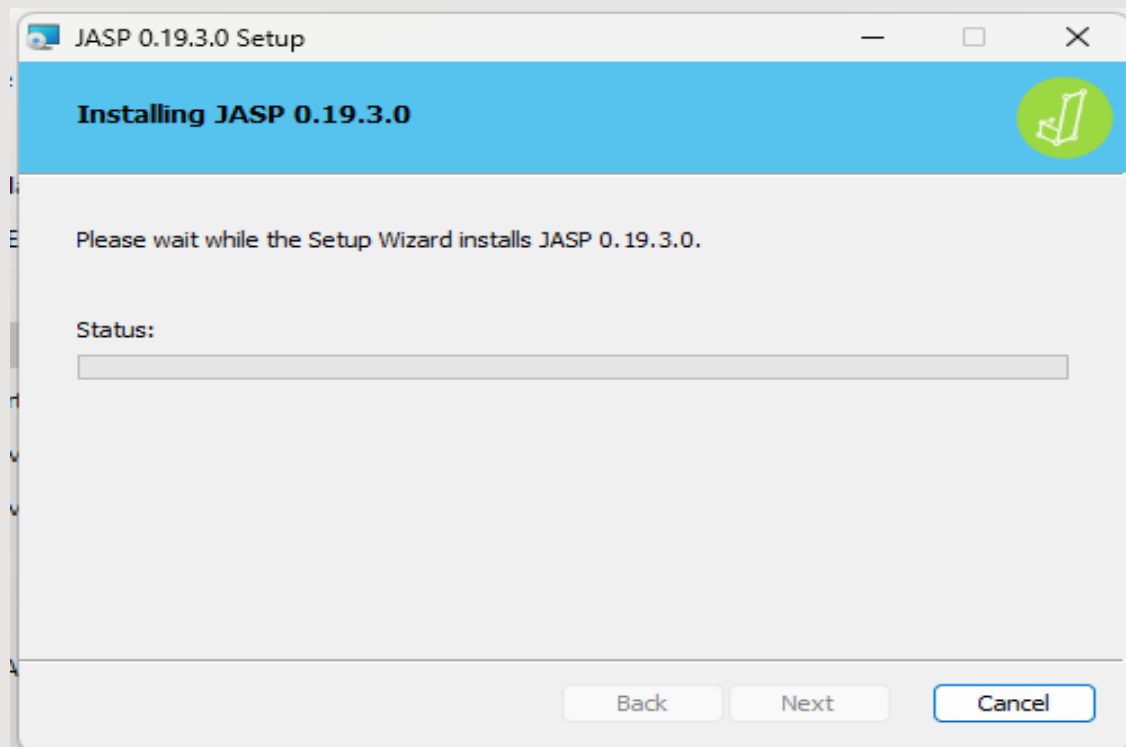 JASP 0.19.3.0 Setup
Installing JASP 0.19.3.0
Please wait while the Setup Wizard installs JASP 0.19.3.0.
Status:
Back
Next
Cancel